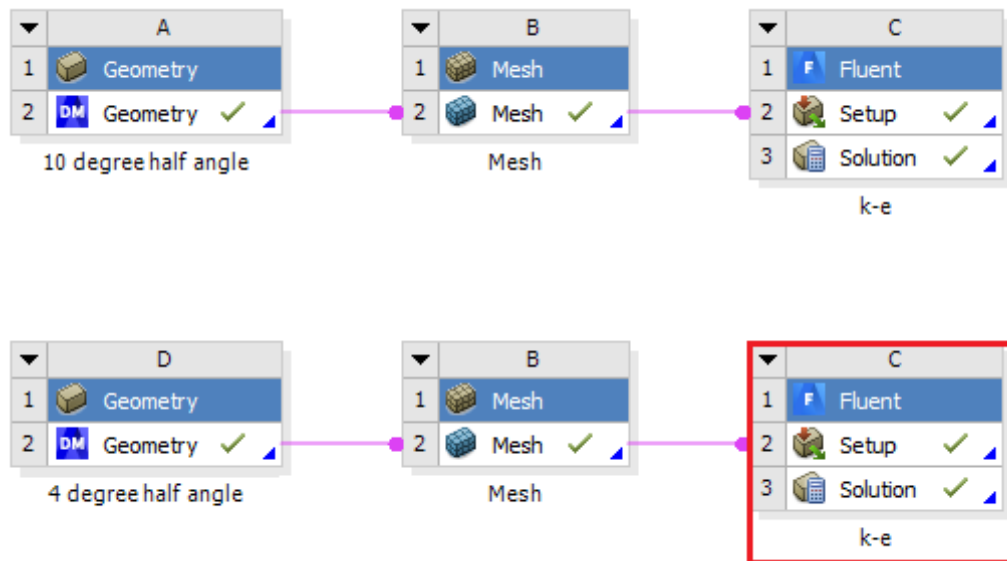 A B C
1 Geometry 1 Mesh 1 F Fluent
2 DM Geometry 2 Mesh 2 Setup
3 Solution
10 degree half angle Mesh
k-e
D B C
1 Geometry 1 Mesh 1 F Fluent
2 DM Geometry 2 Mesh 2 Setup
3 Solution
4 degree half angle Mesh
k-e